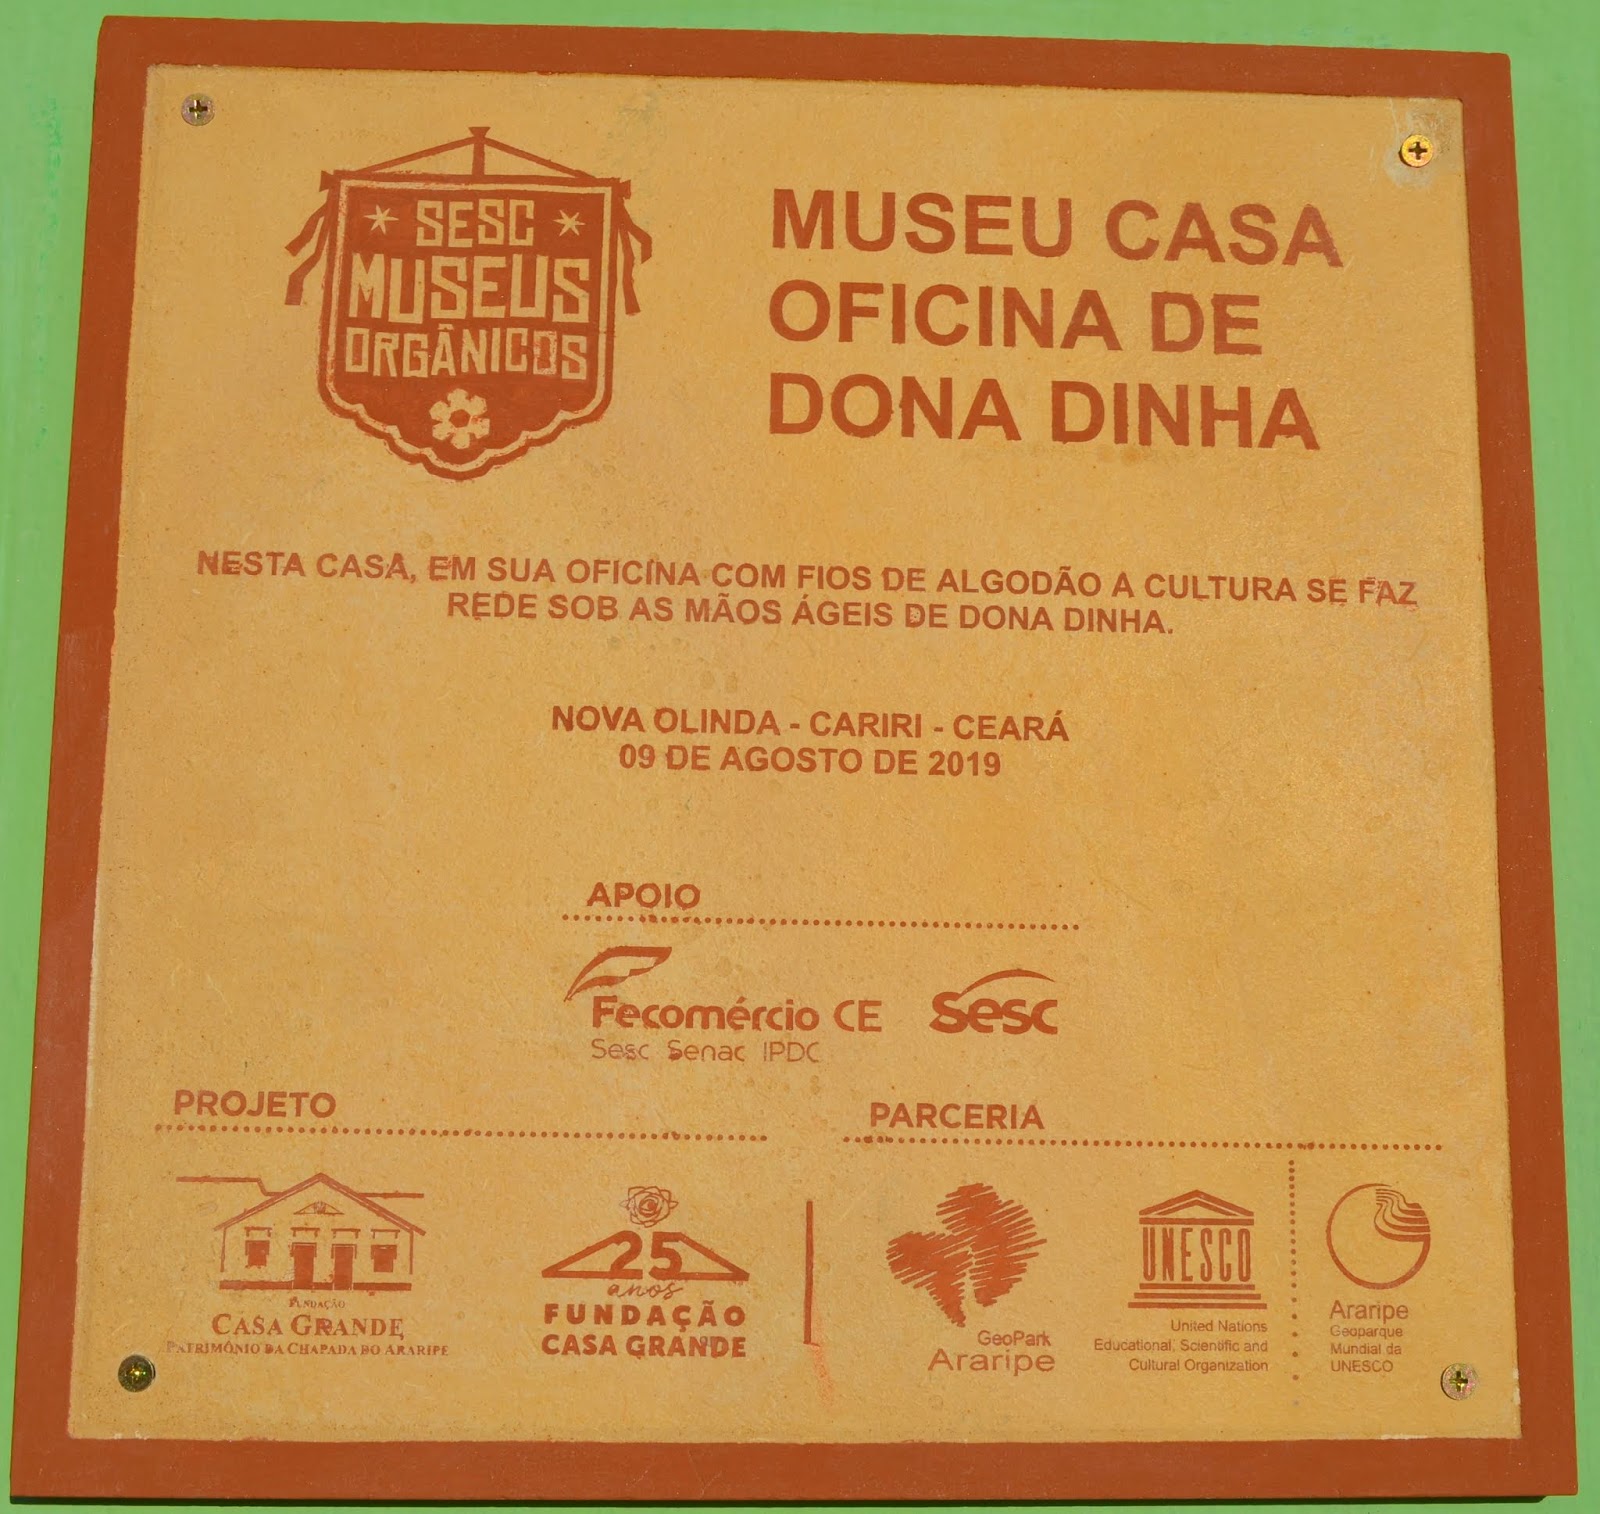 SESC
MUSEUS
ORGÂNICOS
MUSEU CASA
OFICINA DE
DONA DINHA
NESTA CASA, EM SUA OFICINA COM FIOS DE ALGODÃO A CULTURA SE FAZ
REDE SOB AS MÃOS ÁGEIS DE DONA DINHA.
NOVA OLINDA - CARIRI - CEARÁ
09 DE AGOSTO DE 2019
APOIO
Fecomércio CE
Sesc Senac IPDC
Sesc
PROJETO
FUNDAÇÃO
CASA GRANDE
PATRIMÔNIO DA CHAPADA DO ARARIPE
25
anos
FUNDAÇÃO
CASA GRANDE
PARCERIA
GeoPark
Araripe
UNESCO
United Nations
Educational, Scientific and
Cultural Organization
Araripe
Geoparque
Mundial da
UNESCO